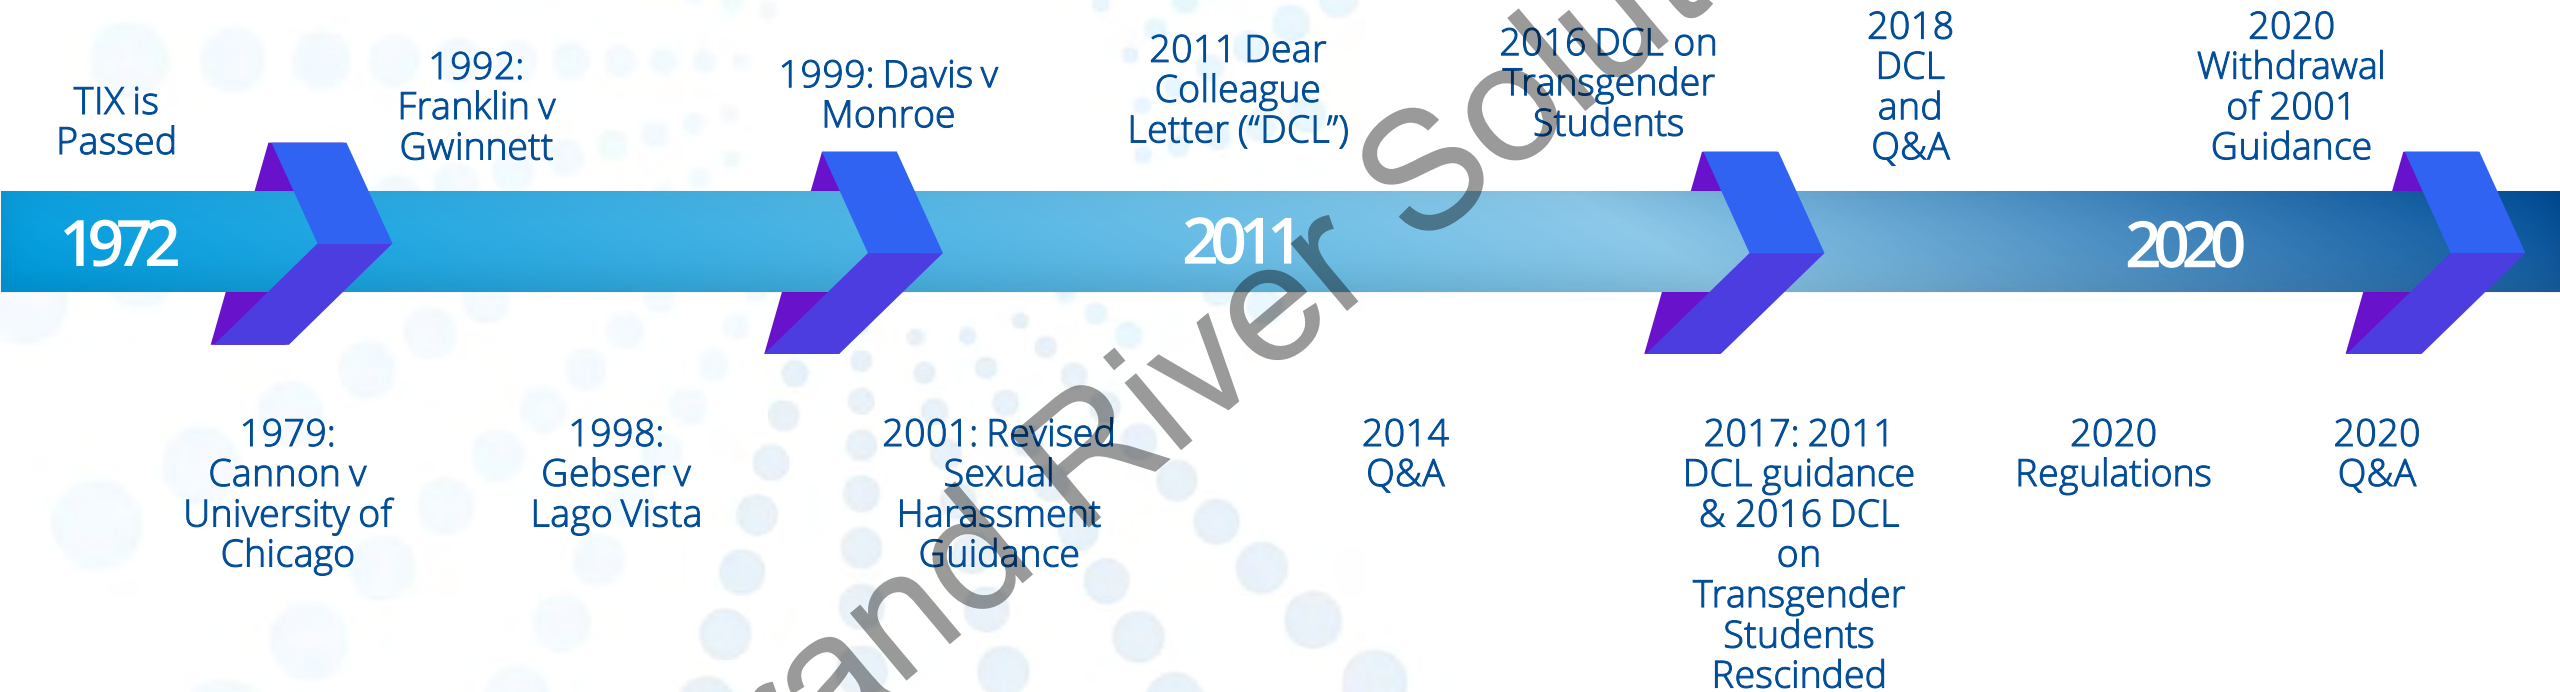 TIX is
Passed
1992:
Franklin v
Gwinnett
1999: Davis v
Monroe
2011 Dear
Colleague
Letter (“DCL”)
2016 DCL on
Transgender
Students
2018
DCL
and
Q&A
2020
Withdrawal
of 2001
Guidance
1972
2011
2020
1979:
Cannon v
University of
Chicago
1998:
Gebser v
Lago Vista
2001: Revised
Sexual
Harassment
Guidance
2014
Q&A
2017: 2011
DCL guidance
& 2016 DCL
on
Transgender
Students
Rescinded
2020
Regulations
2020
Q&A
River